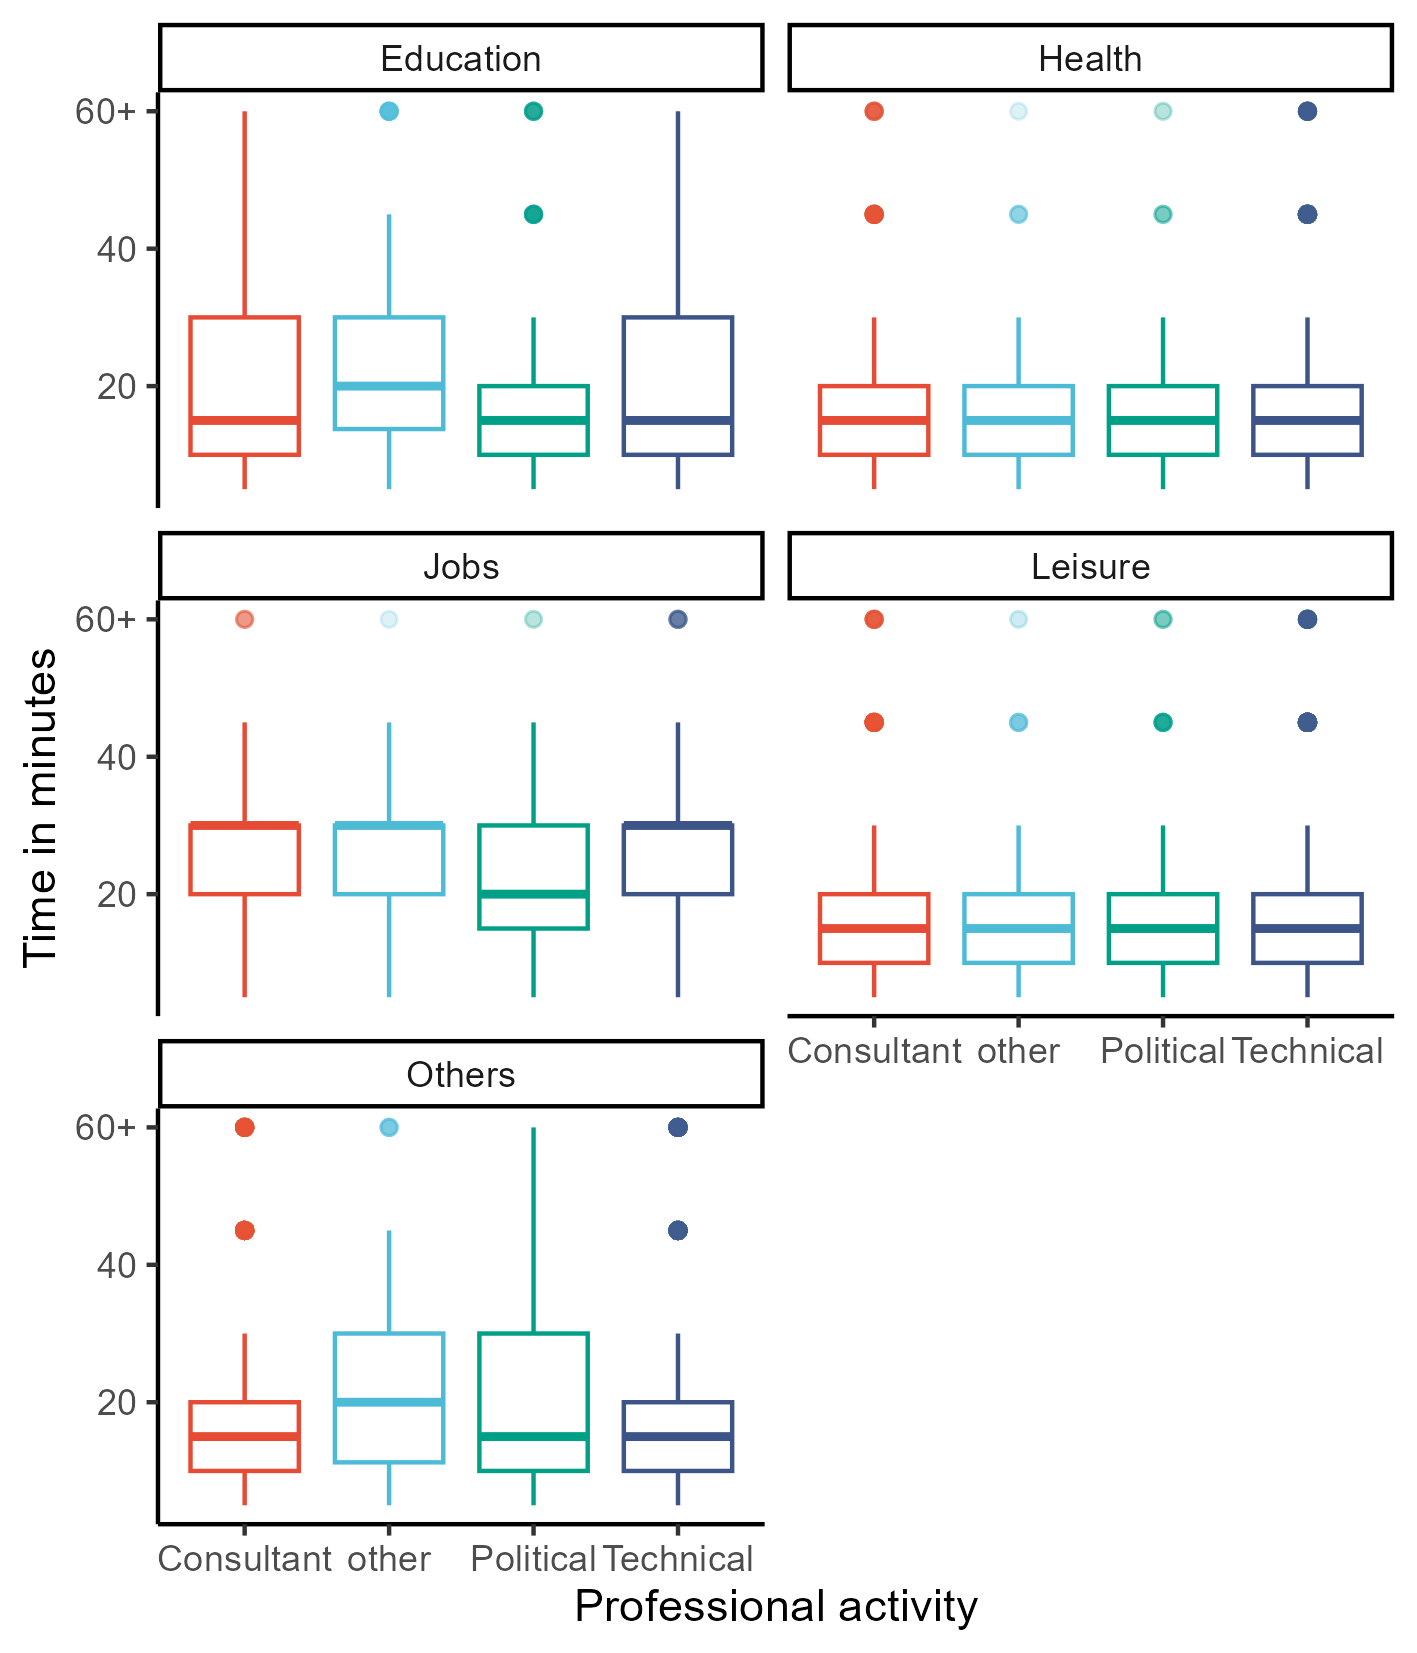 Education
Health
60+
40
20
Jobs
Leisure
60+
40
20
Consultant other Political Technical
Others
60+
40
20
Consultant other Political Technical
Time in minutes
Professional activity